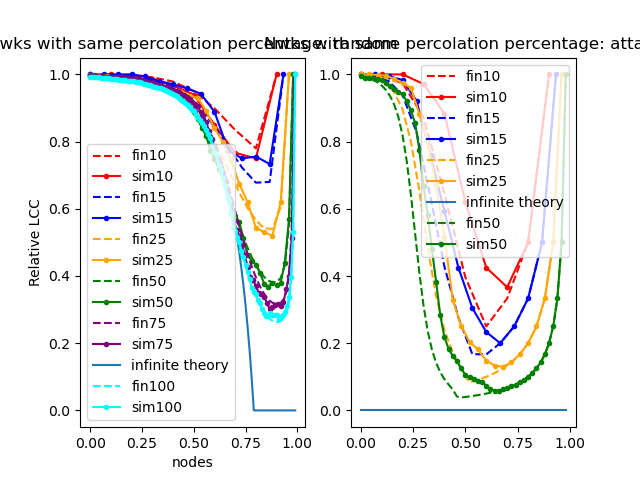 wks with same percolation percentage: random
Nwks with same percolation percentage: atta
Relative LCC
1.0
0.8
0.6
0.4
0.2
0.0
fin10
sim10
fin15
sim15
fin25
sim25
fin50
sim50
fin75
sim75
infinite theory
fin100
sim100
0.00 0.25 0.50 0.75 1.00
nodes
1.0
0.8
0.6
0.4
0.2
0.0
fin10
sim10
fin15
sim15
fin25
sim25
infinite theory
fin50
sim50
0.00 0.25 0.50 0.75 1.00